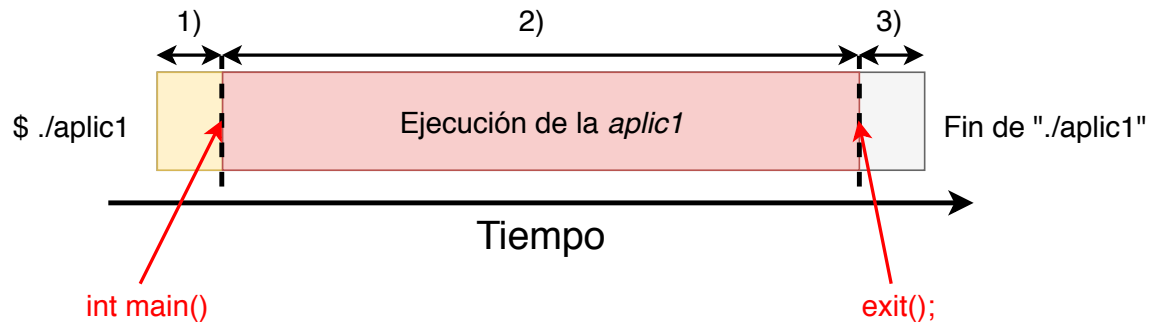 1)
2)
3)
$ ./aplic1
Ejecución de la aplic1
Fin de "./aplic1"
Tiempo
int main()
exit();